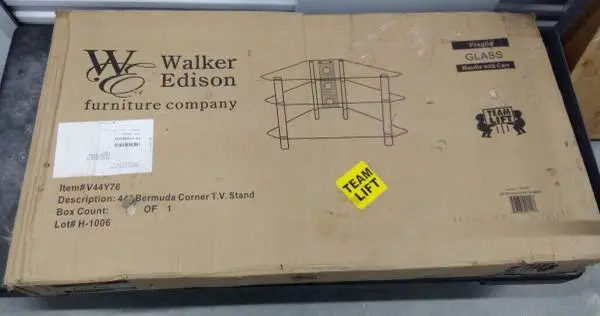 WE
Walker
Edison
furniture company
Fragile
GLASS
Handle with Care
TEAM
LIFT
TEAM
LIFT
Item# V44Y76
Description: 44" Bermuda Corner T.V. Stand
Box Count: OF 1
Lot# H-1006